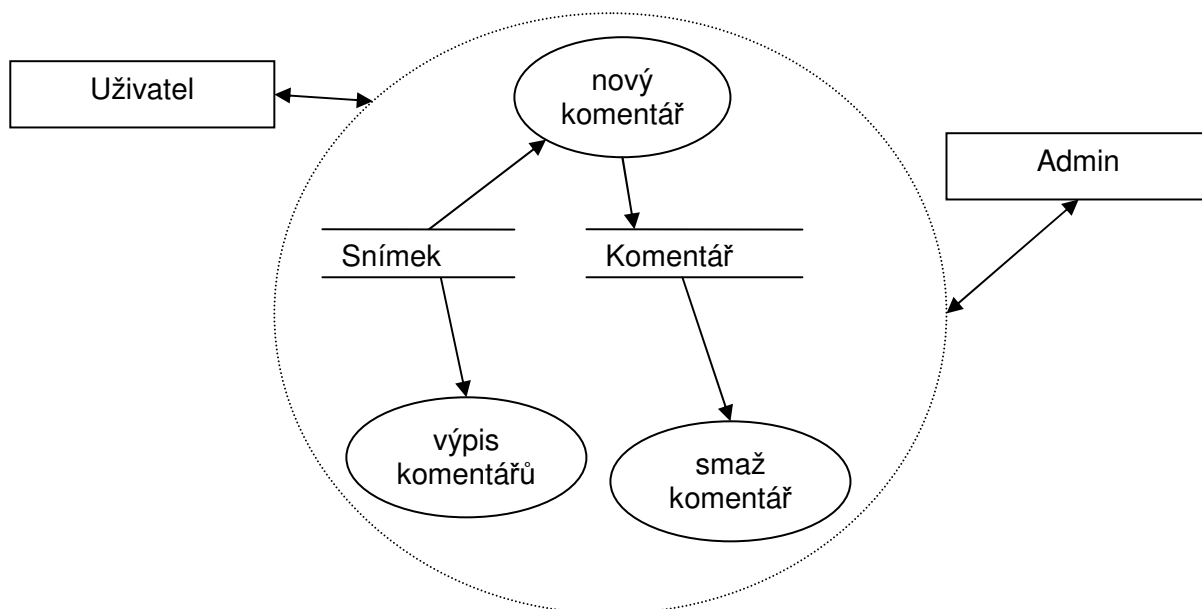 Uživatel
nový
komentář
Admin
Snímek
Komentář
výpis
komentářů
smaž
komentář